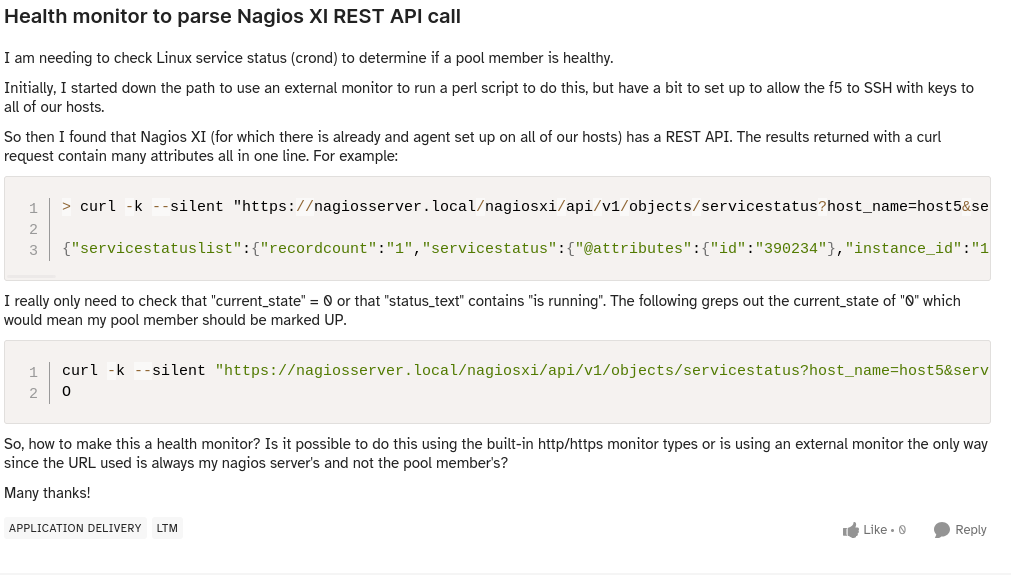 Health monitor to parse Nagios XI REST API call
I am needing to check Linux service status (crond) to determine if a pool member is healthy.
Initially, I started down the path to use an external monitor to run a perl script to do this, but have a bit to set up to allow the f5 to SSH with keys to
all of our hosts.
So then I found that Nagios XI (for which there is already and agent set up on all of our hosts) has a REST API. The results returned with a curl
request contain many attributes all in one line. For example:
1 > curl -k --silent "https://nagiosserver.local/nagiosxi/api/v1/objects/servicestatus?host_name=host5&se
2
3 {"servicestatuslist":{"recordcount":"1","servicestatus":{"@attributes":{"id":"390234"},"instance_id":"1
I really only need to check that "current_state" = 0 or that "status_text" contains "is running". The following greps out the current_state of "0" which
would mean my pool member should be marked UP.
1 curl -k --silent "https://nagiosserver.local/nagiosxi/api/v1/objects/servicestatus?host_name=host5&serv
2 O
So, how to make this a health monitor? Is it possible to do this using the built-in http/https monitor types or is using an external monitor the only way
since the URL used is always my nagios server's and not the pool member's?
Many thanks!
APPLICATION DELIVERY LTM
Like • 0 Reply